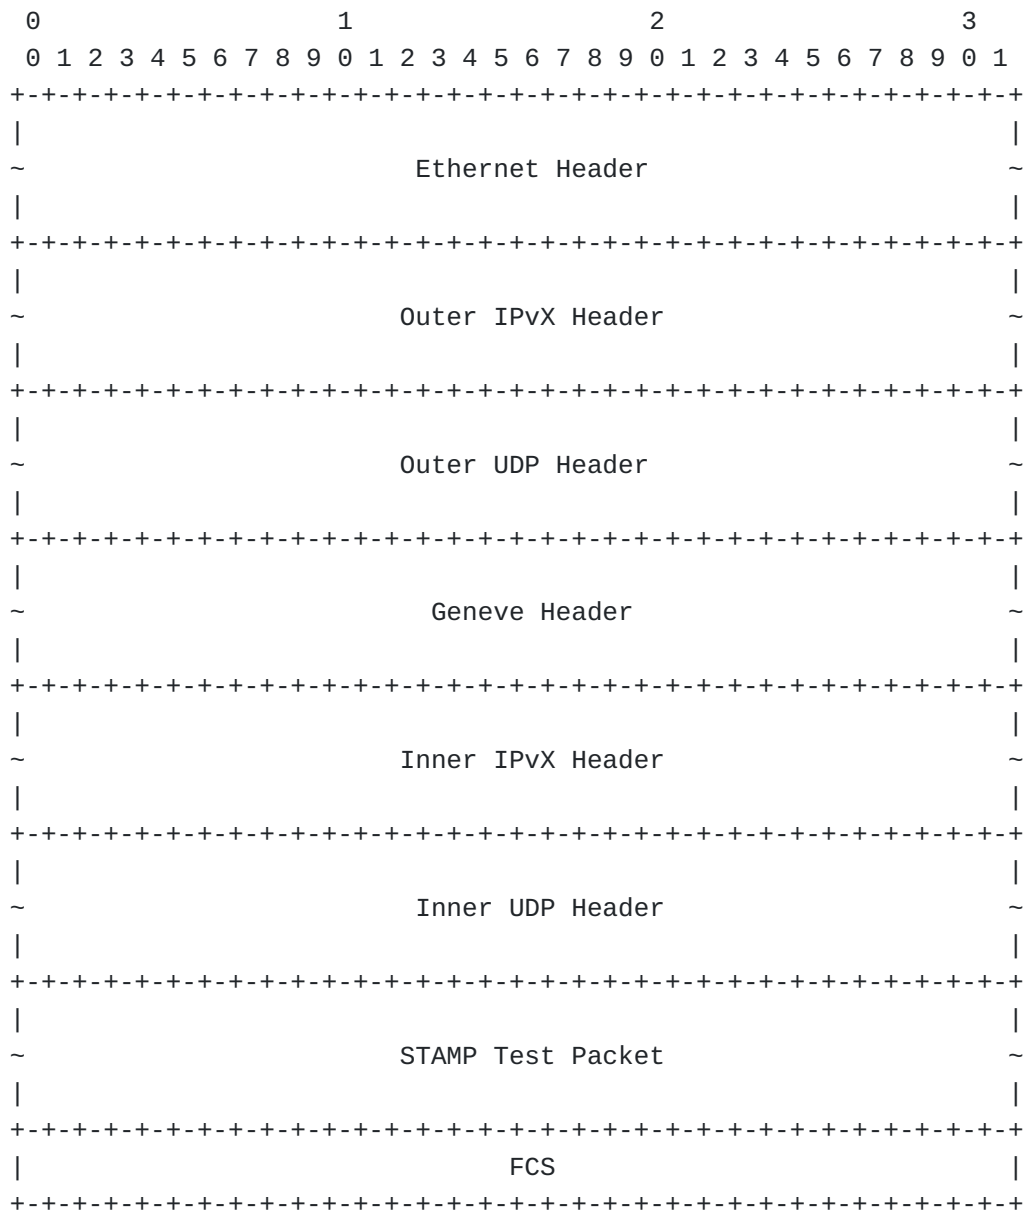 0                   1                   2                   3
 0 1 2 3 4 5 6 7 8 9 0 1 2 3 4 5 6 7 8 9 0 1 2 3 4 5 6 7 8 9 0 1
+-+-+-+-+-+-+-+-+-+-+-+-+-+-+-+-+-+-+-+-+-+-+-+-+-+-+-+-+-+-+-+-+
|                                                               |
~                         Ethernet Header                       ~
|                                                               |
+-+-+-+-+-+-+-+-+-+-+-+-+-+-+-+-+-+-+-+-+-+-+-+-+-+-+-+-+-+-+-+-+
|                                                               |
~                        Outer IPvX Header                      ~
|                                                               |
+-+-+-+-+-+-+-+-+-+-+-+-+-+-+-+-+-+-+-+-+-+-+-+-+-+-+-+-+-+-+-+-+
|                                                               |
~                        Outer UDP Header                       ~
|                                                               |
+-+-+-+-+-+-+-+-+-+-+-+-+-+-+-+-+-+-+-+-+-+-+-+-+-+-+-+-+-+-+-+-+
|                                                               |
~                          Geneve Header                        ~
|                                                               |
+-+-+-+-+-+-+-+-+-+-+-+-+-+-+-+-+-+-+-+-+-+-+-+-+-+-+-+-+-+-+-+-+
|                                                               |
~                        Inner IPvX Header                      ~
|                                                               |
+-+-+-+-+-+-+-+-+-+-+-+-+-+-+-+-+-+-+-+-+-+-+-+-+-+-+-+-+-+-+-+-+
|                                                               |
~                         Inner UDP Header                      ~
|                                                               |
+-+-+-+-+-+-+-+-+-+-+-+-+-+-+-+-+-+-+-+-+-+-+-+-+-+-+-+-+-+-+-+-+
|                                                               |
~                        STAMP Test Packet                      ~
|                                                               |
+-+-+-+-+-+-+-+-+-+-+-+-+-+-+-+-+-+-+-+-+-+-+-+-+-+-+-+-+-+-+-+-+
|                               FCS                             |
+-+-+-+-+-+-+-+-+-+-+-+-+-+-+-+-+-+-+-+-+-+-+-+-+-+-+-+-+-+-+-+-+